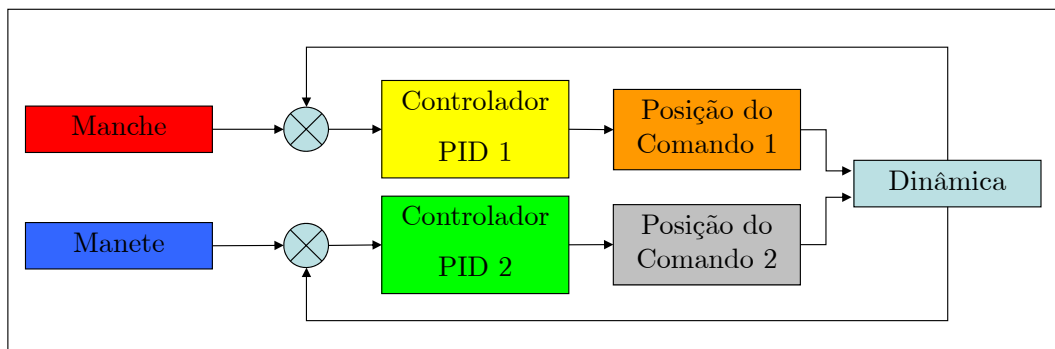 Manche
Controlador
PID 1
Posição do
Comando 1
Dinâmica
Manete
Controlador
PID 2
Posição do
Comando 2